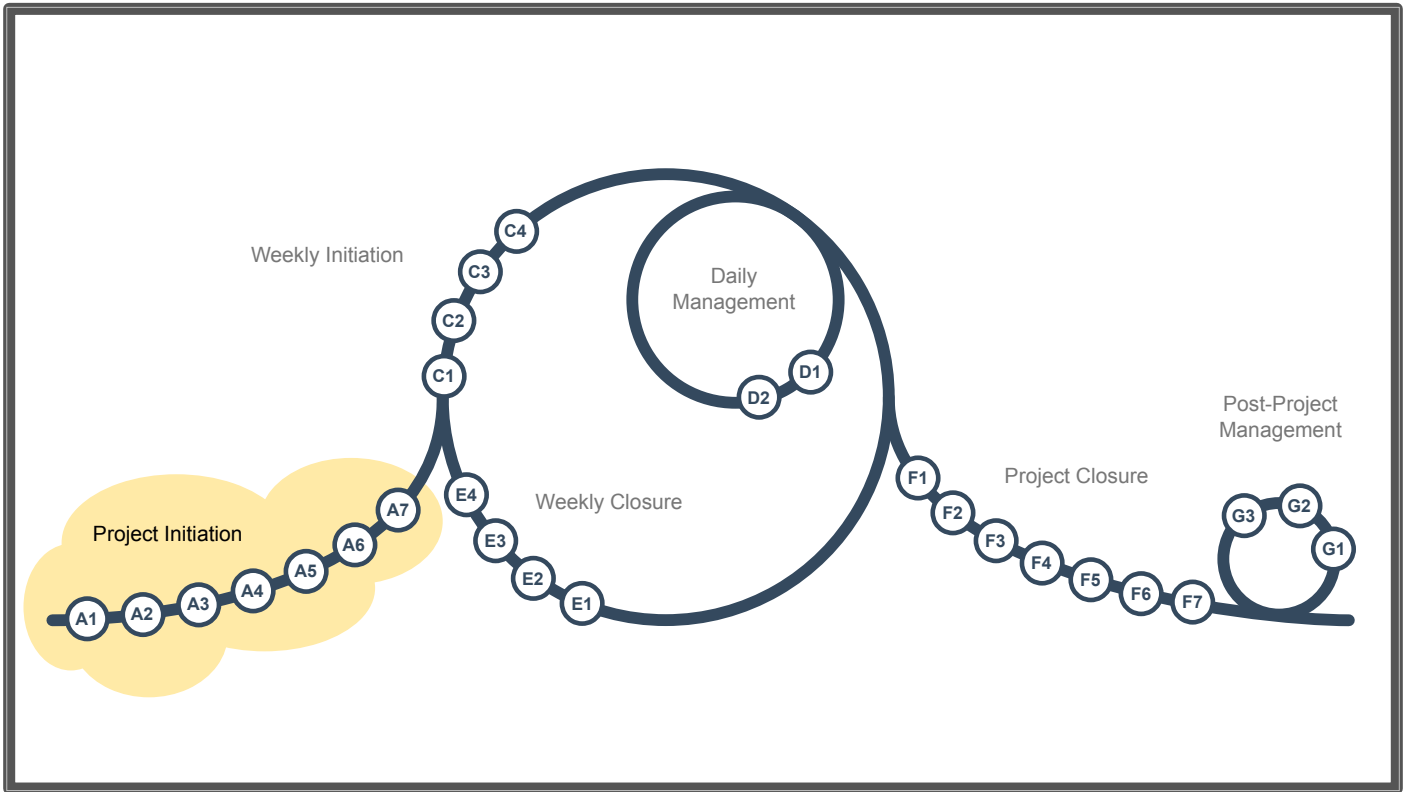 Project Initiation
A1
A2
A3
A4
A5
A6
A7
Weekly Initiation
C1
C2
C3
C4
Daily
Management
D1
D2
Weekly Closure
E1
E2
E3
E4
Project Closure
F1
F2
F3
F4
F5
F6
F7
Post-Project
Management
G1
G2
G3